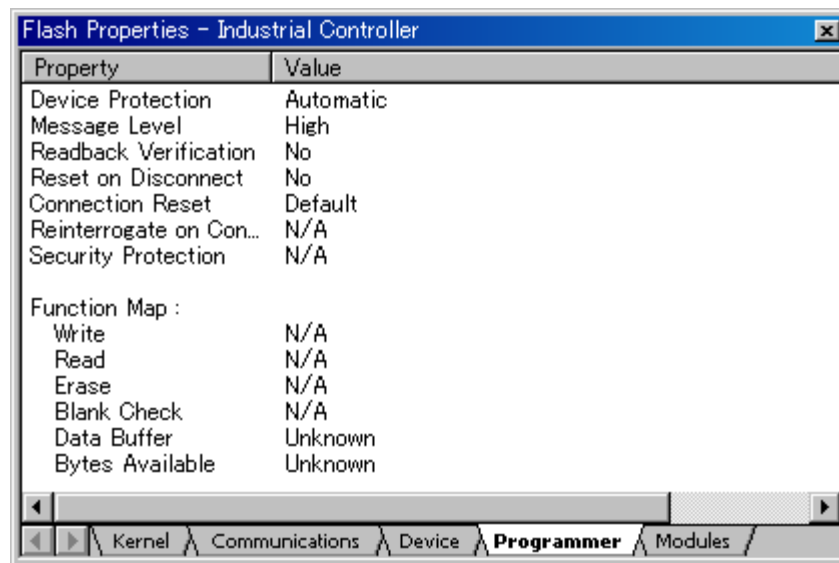 Flash Properties - Industrial Controller
Property Value
Device Protection Automatic
Message Level High
Readback Verification No
Reset on Disconnect No
Connection Reset Default
Reinterrogate on Con... N/A
Security Protection N/A
Function Map :
Write N/A
Read N/A
Erase N/A
Blank Check N/A
Data Buffer Unknown
Bytes Available Unknown
Kernel Communications Device Programmer Modules